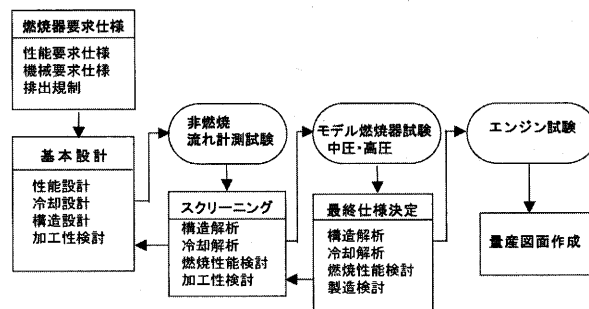 燃焼器要求仕様
性能要求仕様
機械要求仕様
排出規制
基本設計
性能設計
冷却設計
構造設計
加工性検討
非燃焼
流れ計測試験
スクリーニング
構造解析
冷却解析
燃焼性能検討
加工性検討
モデル燃焼器試験
中圧・高圧
最終仕様決定
構造解析
冷却解析
燃焼性能検討
製造検討
エンジン試験
量産図面作成